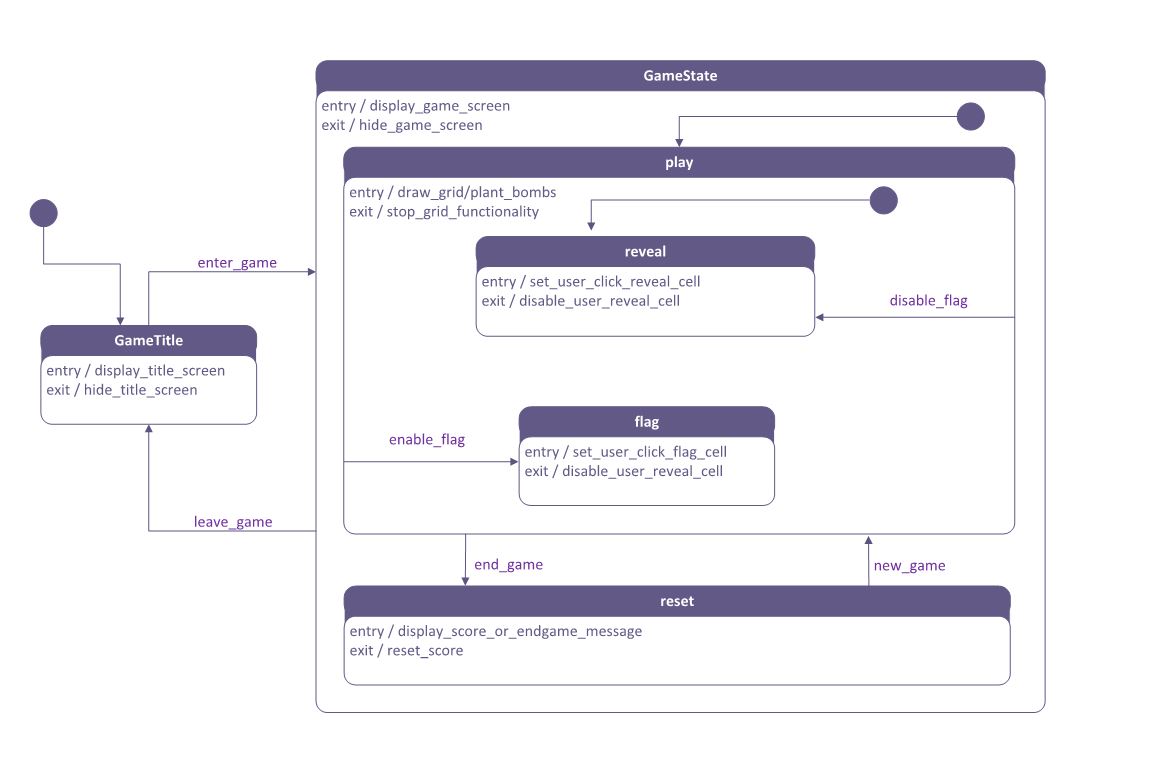 GameState
entry / display_game_screen
exit / hide_game_screen
play
entry / draw_grid/plant_bombs
exit / stop_grid_functionality
reveal
entry / set_user_click_reveal_cell
exit / disable_user_reveal_cell
enter_game
disable_flag
GameTitle
entry / display_title_screen
exit / hide_title_screen
flag
enable_flag
entry / set_user_click_flag_cell
exit / disable_user_reveal_cell
leave_game
end_game
new_game
reset
entry / display_score_or_endgame_message
exit / reset_score